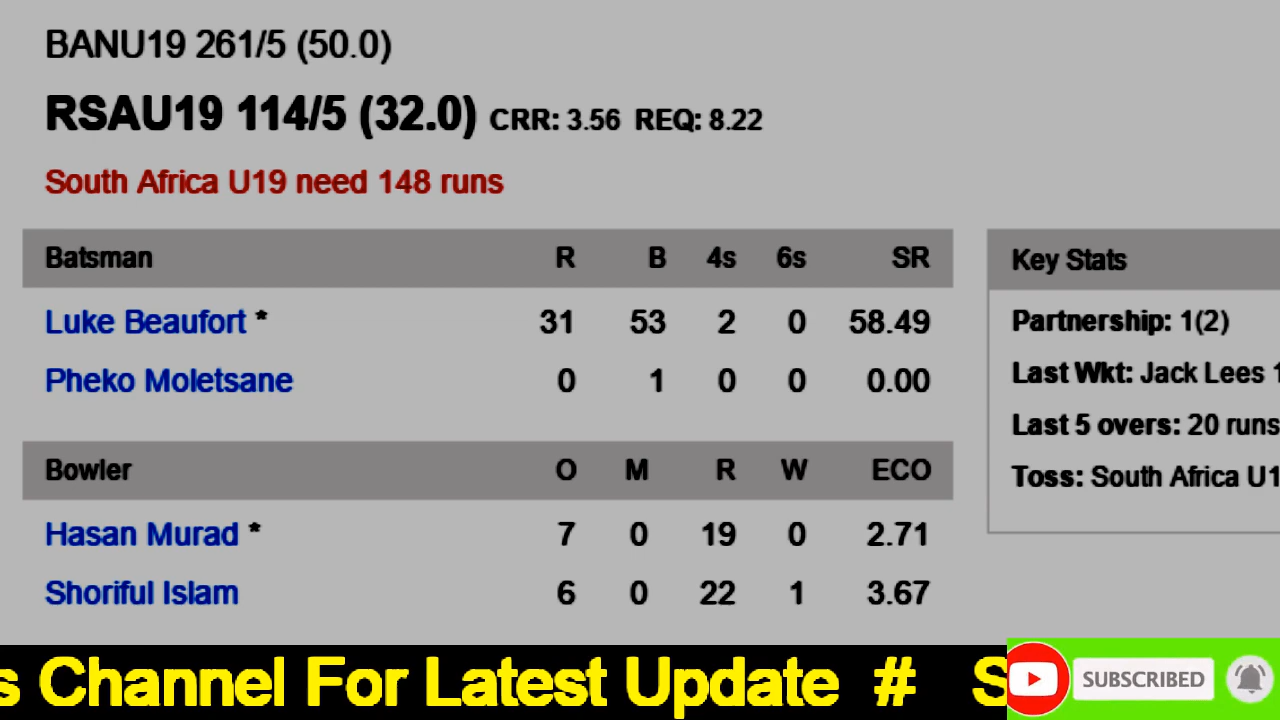 BANU19 261/5 (50.0)
RSAU19 114/5 (32.0) CRR: 3.56 REQ: 8.22
South Africa U19 need 148 runs
Batsman R B 4s 6s SR
Luke Beaufort * 31 53 2 0 58.49
Pheko Moletsane 0 1 0 0 0.00
Bowler O M R W ECO
Hasan Murad * 7 0 19 0 2.71
Shoriful Islam 6 0 22 1 3.67
Key Stats
Partnership: 1(2)
Last Wkt: Jack Lees 1
Last 5 overs: 20 runs
Toss: South Africa U1
s Channel For Latest Update # S
SUBSCRIBED